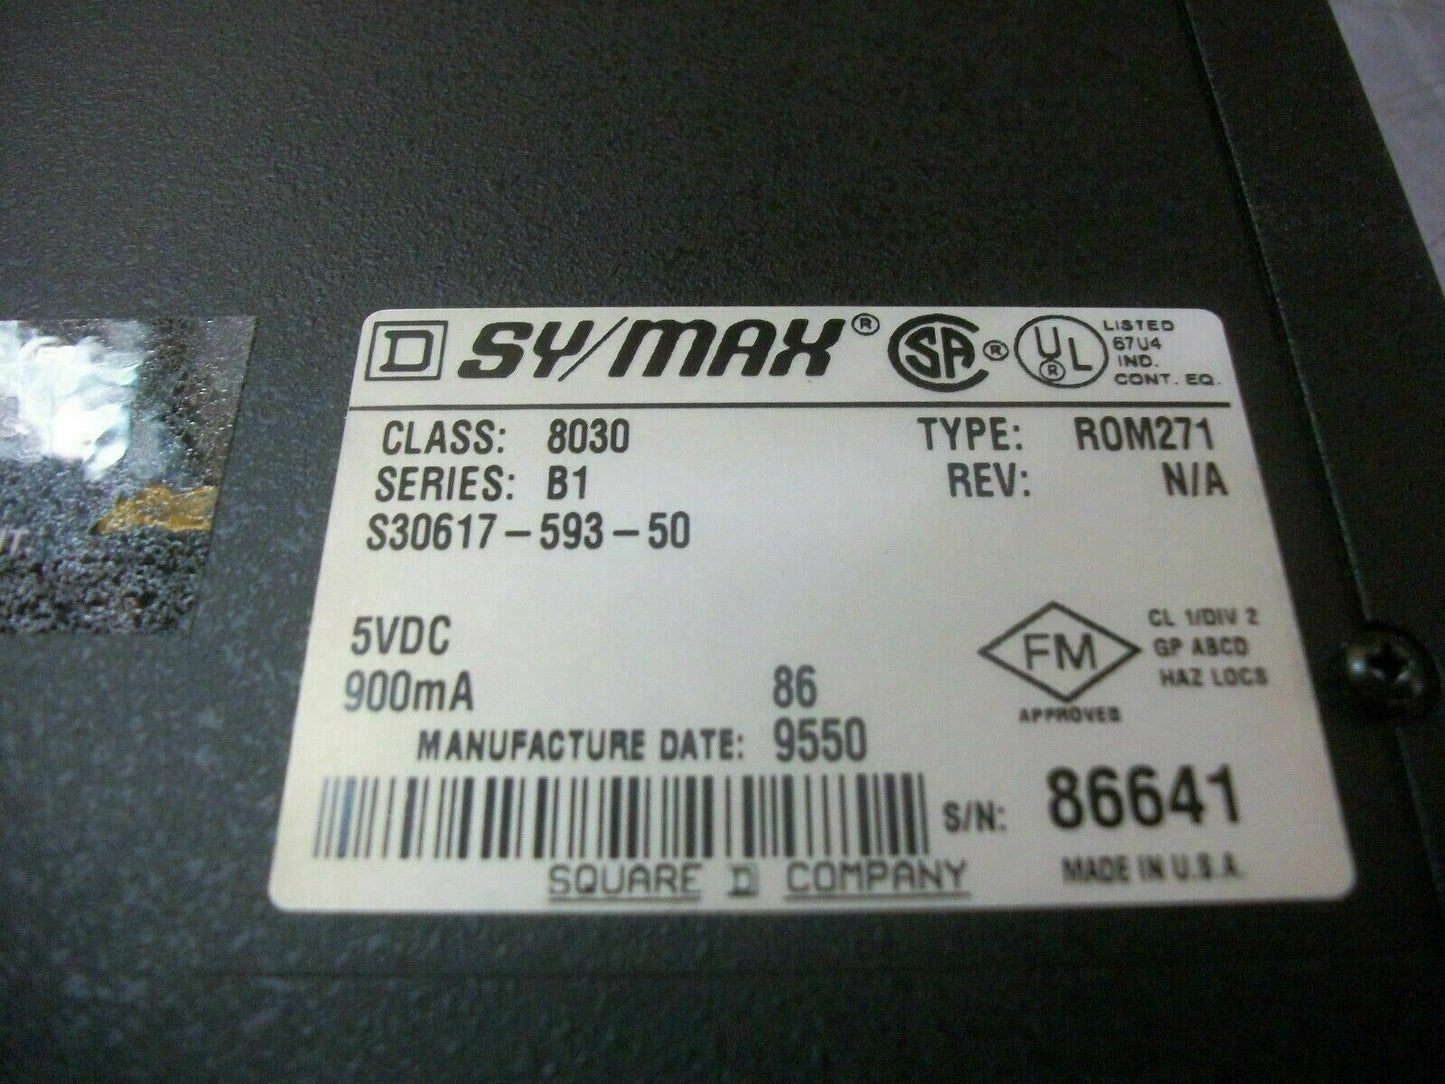 D SY/MAX® SA® UL® LISTED
67U4
IND.
CONT. EQ.
CLASS: 8030 TYPE: ROM271
SERIES: B1 REV: N/A
S30617-593-50
5VDC
900mA 86
MANUFACTURE DATE: 9550
FM APPROVED
CL 1/DIV 2
GP ABCD
HAZ LOCS
S/N: 86641
SQUARE D COMPANY MADE IN U.S.A.